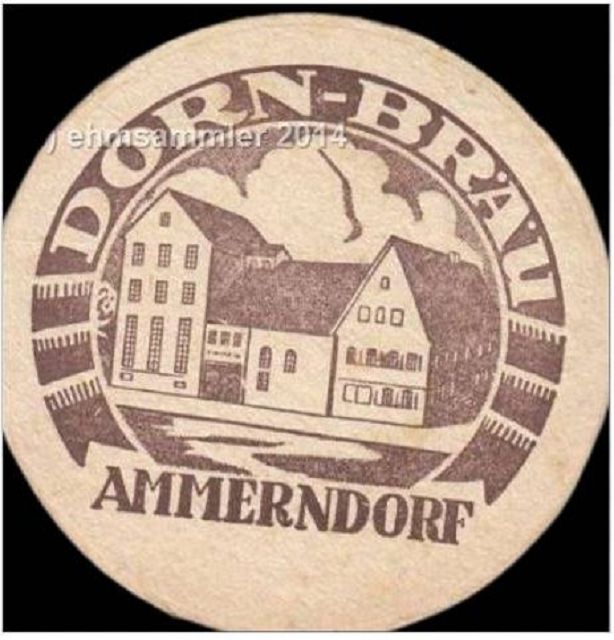 DORN-BRÄU
) ehmsammler 2014
AMMERNDORF